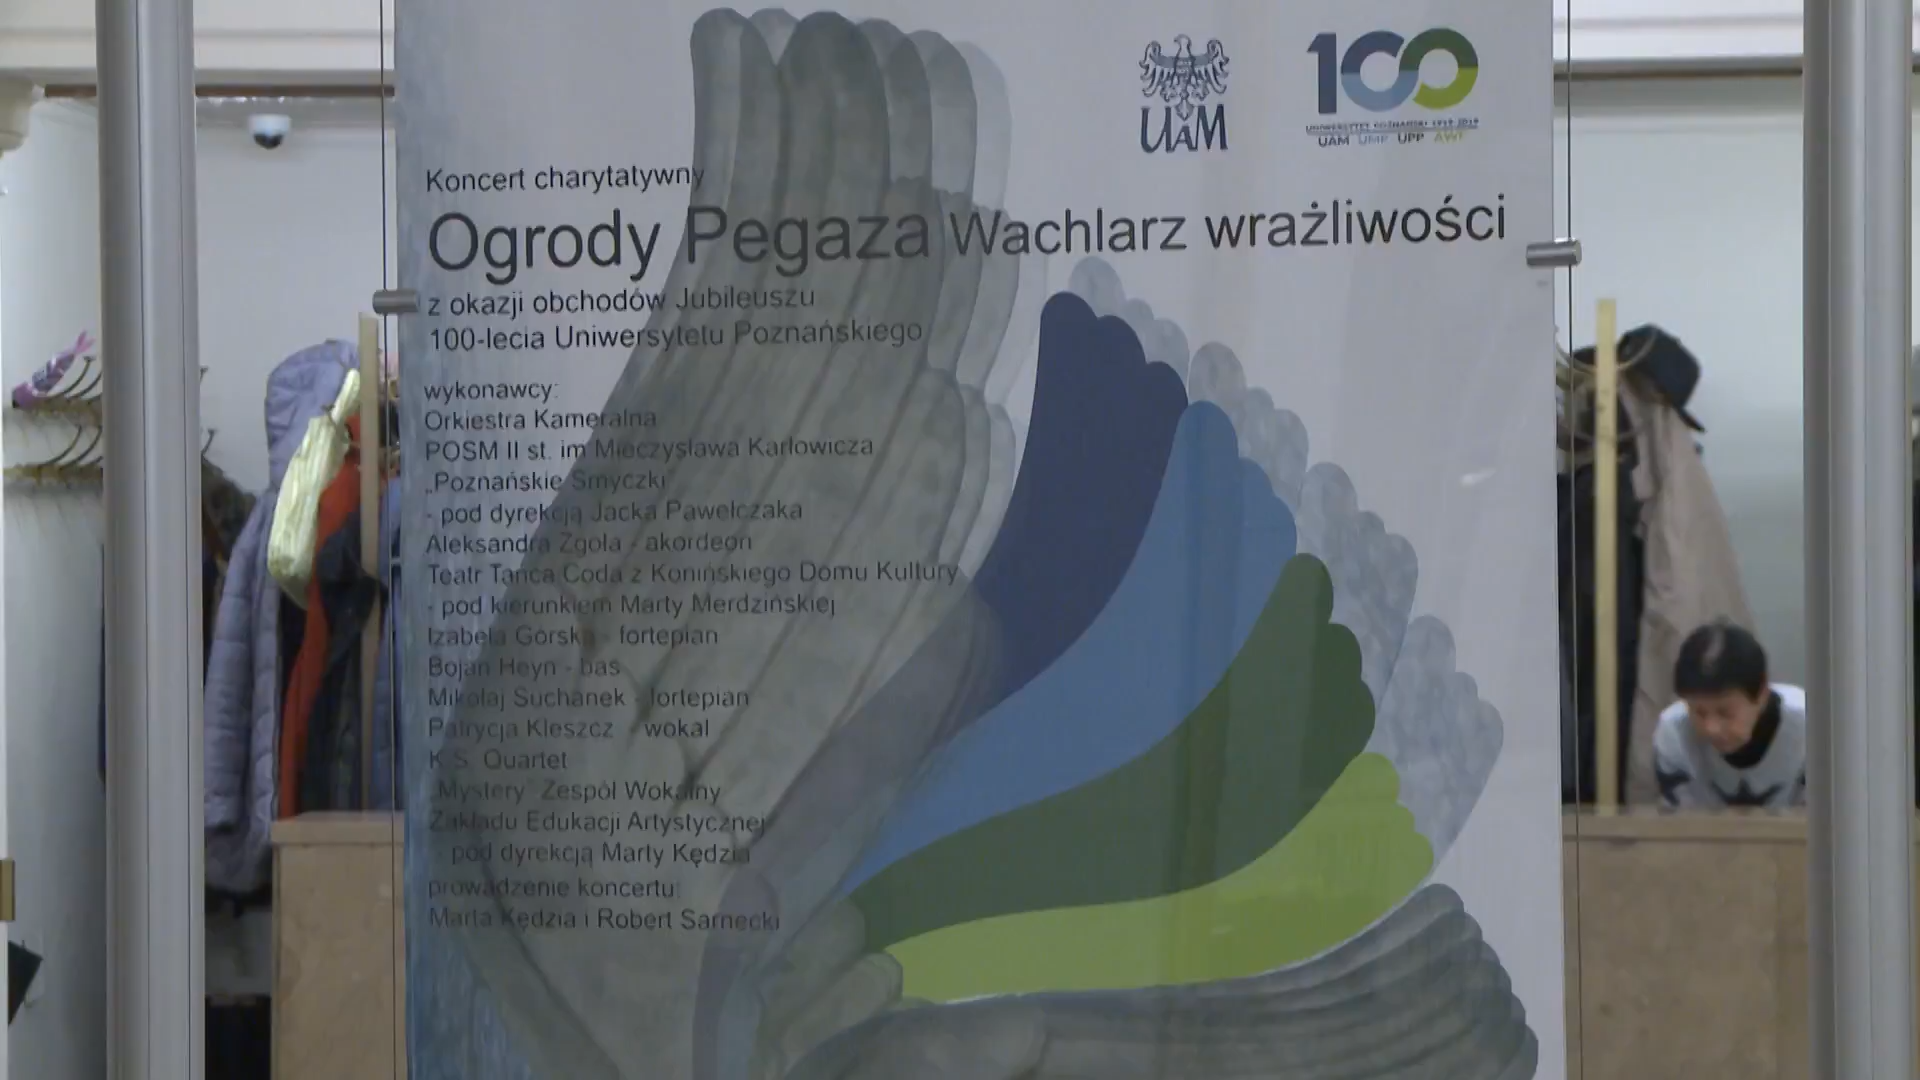 UAM
100
UNIWERSYTET POZNAŃSKI 1919-2019
UAM UMP UPP AWF
Koncert charytatywny
Ogrody Pegaza Wachlarz wrażliwości
z okazji obchodów Jubileuszu
100-lecia Uniwersytetu Poznańskiego
wykonawcy:
Orkiestra Kameralna
POSM II st. im Mieczysława Karłowicza
„Poznańskie Smyczki”
- pod dyrekcją Jacka Pawełczaka
Aleksandra Zgoła - akordeon
Teatr Tańca Coda z Konińskiego Domu Kultury
- pod kierunkiem Marty Merdzińskiej
Izabela Górska - fortepian
Bojan Heyn - bas
Mikołaj Suchanek - fortepian
Patrycja Kleszcz - wokal
K.S. Quartet
„Mystery” Zespół Wokalny
Zakładu Edukacji Artystycznej
- pod dyrekcją Marty Kędzia
prowadzenie koncertu:
Marta Kędzia i Robert Sarnecki